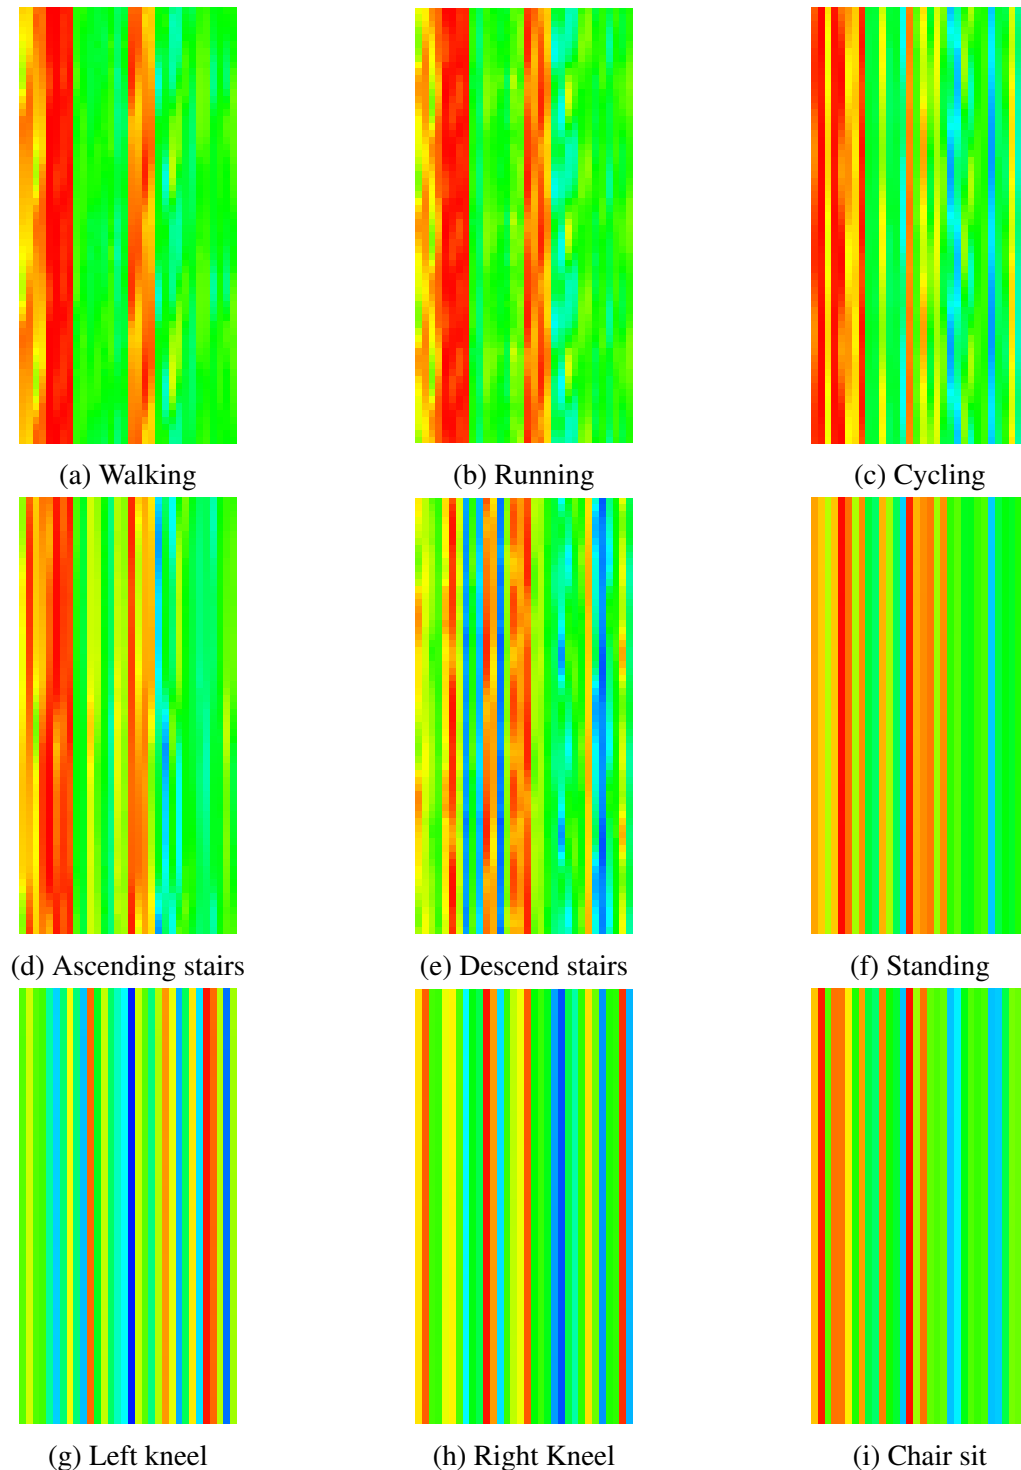 (a) Walking
(b) Running
(c) Cycling
(d) Ascending stairs
(e) Descend stairs
(f) Standing
(g) Left kneel
(h) Right Kneel
(i) Chair sit